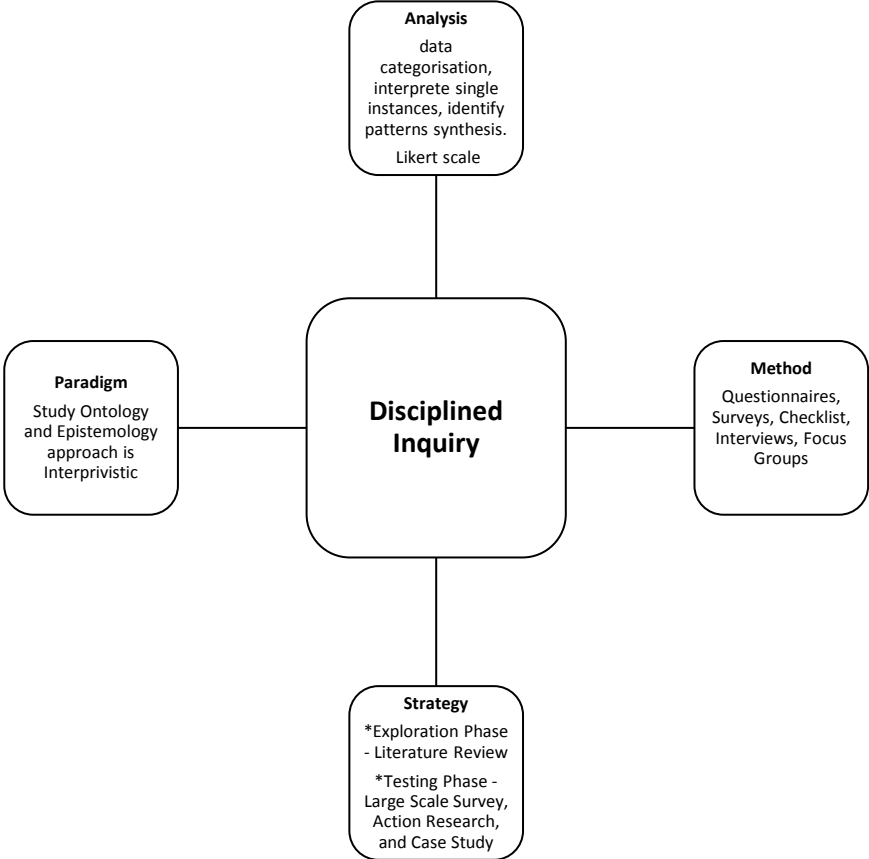 Analysis
data
categorisation,
interprete single
instances, identify
patterns synthesis.
Likert scale
Paradigm
Study Ontology
and Epistemology
approach is
Interprivistic
Disciplined
Inquiry
Method
Questionnaires,
Surveys, Checklist,
Interviews, Focus
Groups
Strategy
*Exploration Phase
- Literature Review
*Testing Phase -
Large Scale Survey,
Action Research,
and Case Study